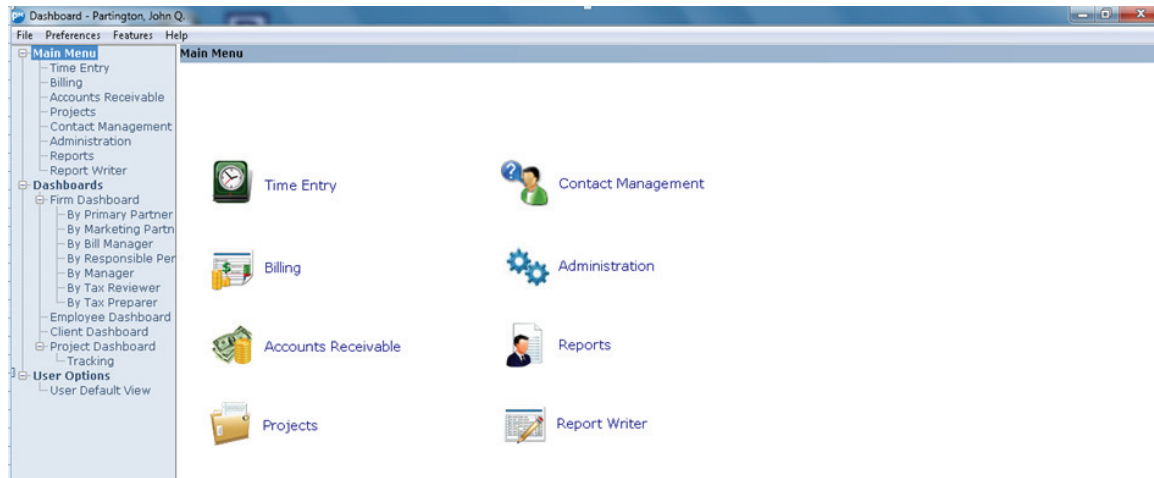 Dashboard - Partington, John Q.
File Preferences Features Help
Main Menu
Time Entry
Billing
Accounts Receivable
Projects
Contact Management
Administration
Reports
Report Writer
Dashboards
Firm Dashboard
By Primary Partner
By Marketing Partn
By Bill Manager
By Responsible Per
By Manager
By Tax Reviewer
By Tax Preparer
Employee Dashboard
Client Dashboard
Project Dashboard
Tracking
User Options
User Default View
Main Menu
Time Entry
Contact Management
Billing
Administration
Accounts Receivable
Reports
Projects
Report Writer